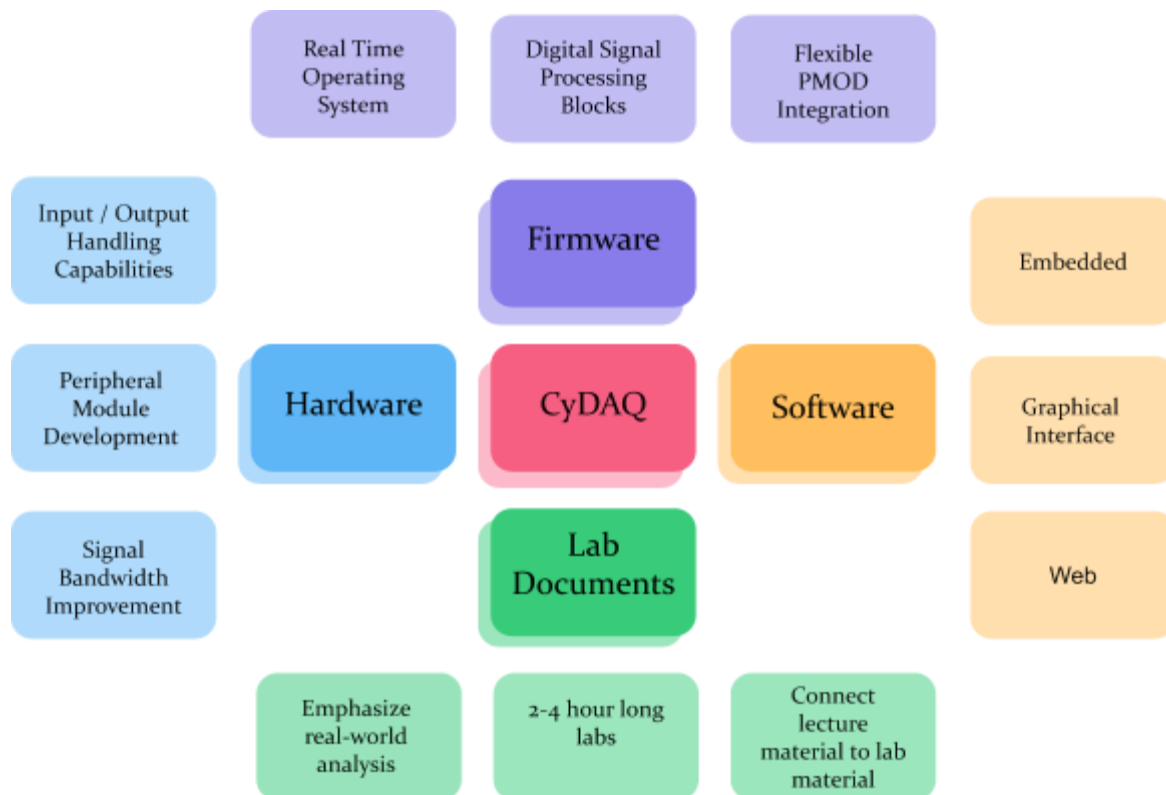 Real Time
Operating
System
Digital Signal
Processing
Blocks
Flexible
PMOD
Integration
Input / Output
Handling
Capabilities
Firmware
Embedded
Peripheral
Module
Development
Hardware
CyDAQ
Software
Graphical
Interface
Signal
Bandwidth
Improvement
Lab
Documents
Web
Emphasize
real-world
analysis
2-4 hour long
labs
Connect
lecture
material to lab
material